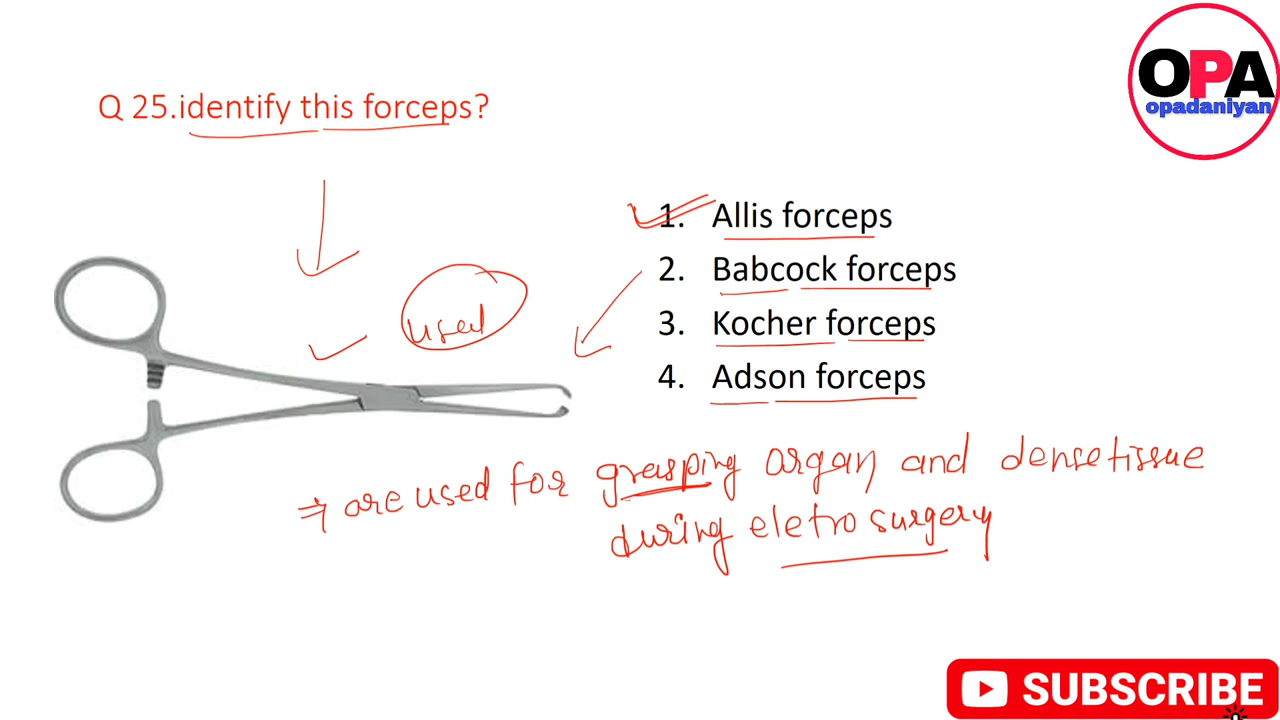 OPA
opadaniyan
Q 25.identify this forceps?
1. Allis forceps
2. Babcock forceps
3. Kocher forceps
4. Adson forceps
used
⇒ are used for grasping organ and dense tissue
during eletro surgery
SUBSCRIBE